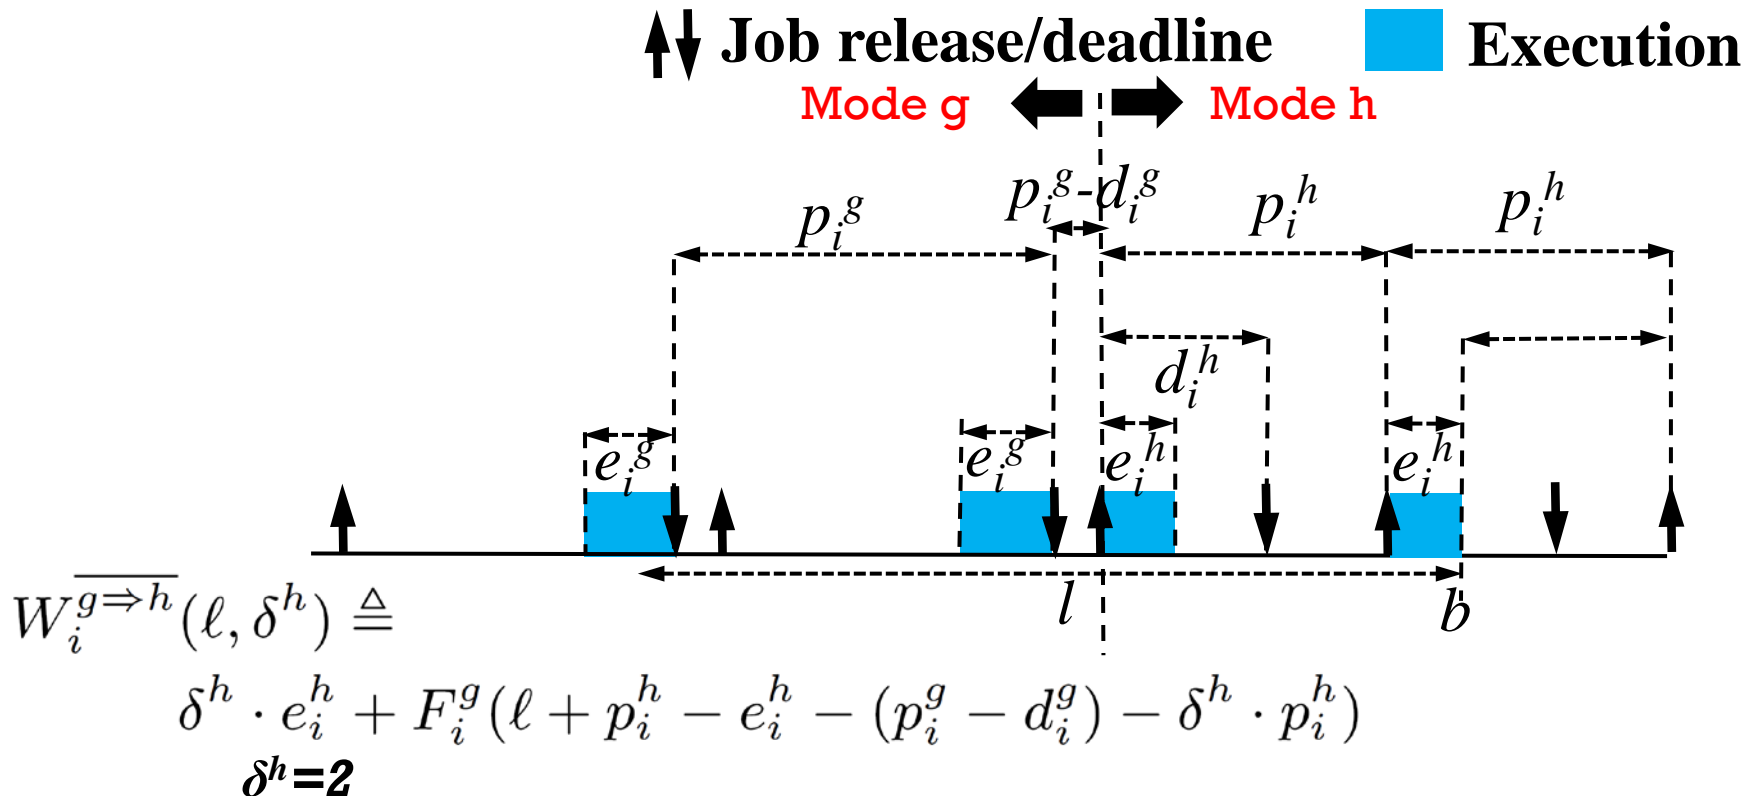 Job release/deadline Execution
Mode g Mode h
p_i^g p_i^g-d_i^g p_i^h p_i^h
d_i^h
e_i^g e_i^g e_i^h e_i^h
l b
W_i^{\overline{g⇒h}}(ℓ, δ^h) ≜
δ^h · e_i^h + F_i^g(ℓ + p_i^h − e_i^h − (p_i^g − d_i^g) − δ^h · p_i^h)
δ^h=2